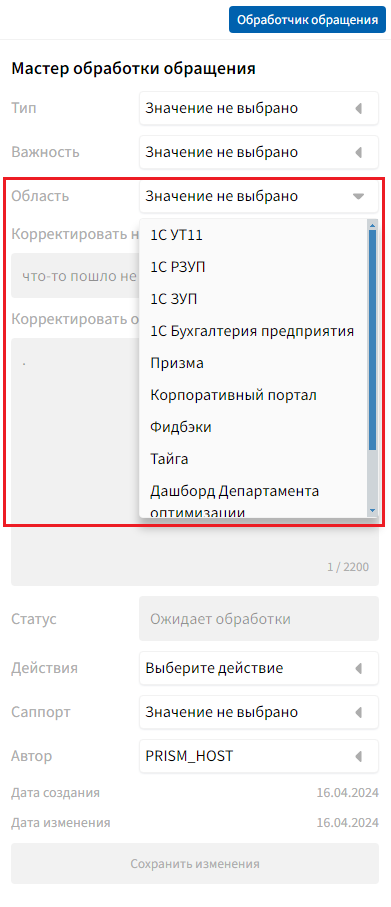 Обработчик обращения
Мастер обработки обращения
Тип Значение не выбрано
Важность Значение не выбрано
Область Значение не выбрано
Корректировать н
1С УТ11
что-то пошло не
1С РЗУП
1С ЗУП
Корректировать о
1С Бухгалтерия предприятия
.
Призма
Корпоративный портал
Фидбэки
Тайга
Дашборд Департамента
оптимизации
1 / 2200
Статус Ожидает обработки
Действия Выберите действие
Саппорт Значение не выбрано
Автор PRISM_HOST
Дата создания 16.04.2024
Дата изменения 16.04.2024
Сохранить изменения